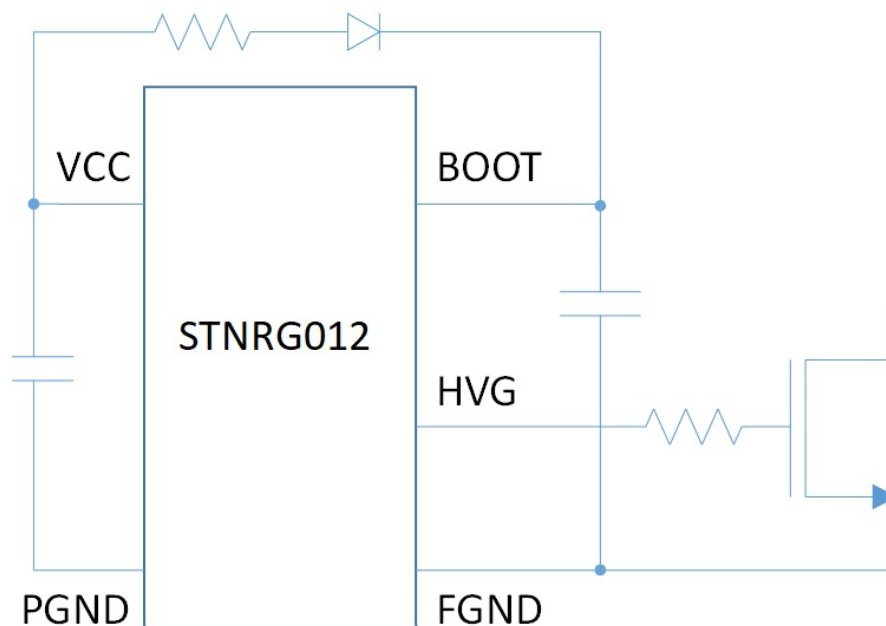 VCC
BOOT
STNRG012
HVG
PGND
FGND